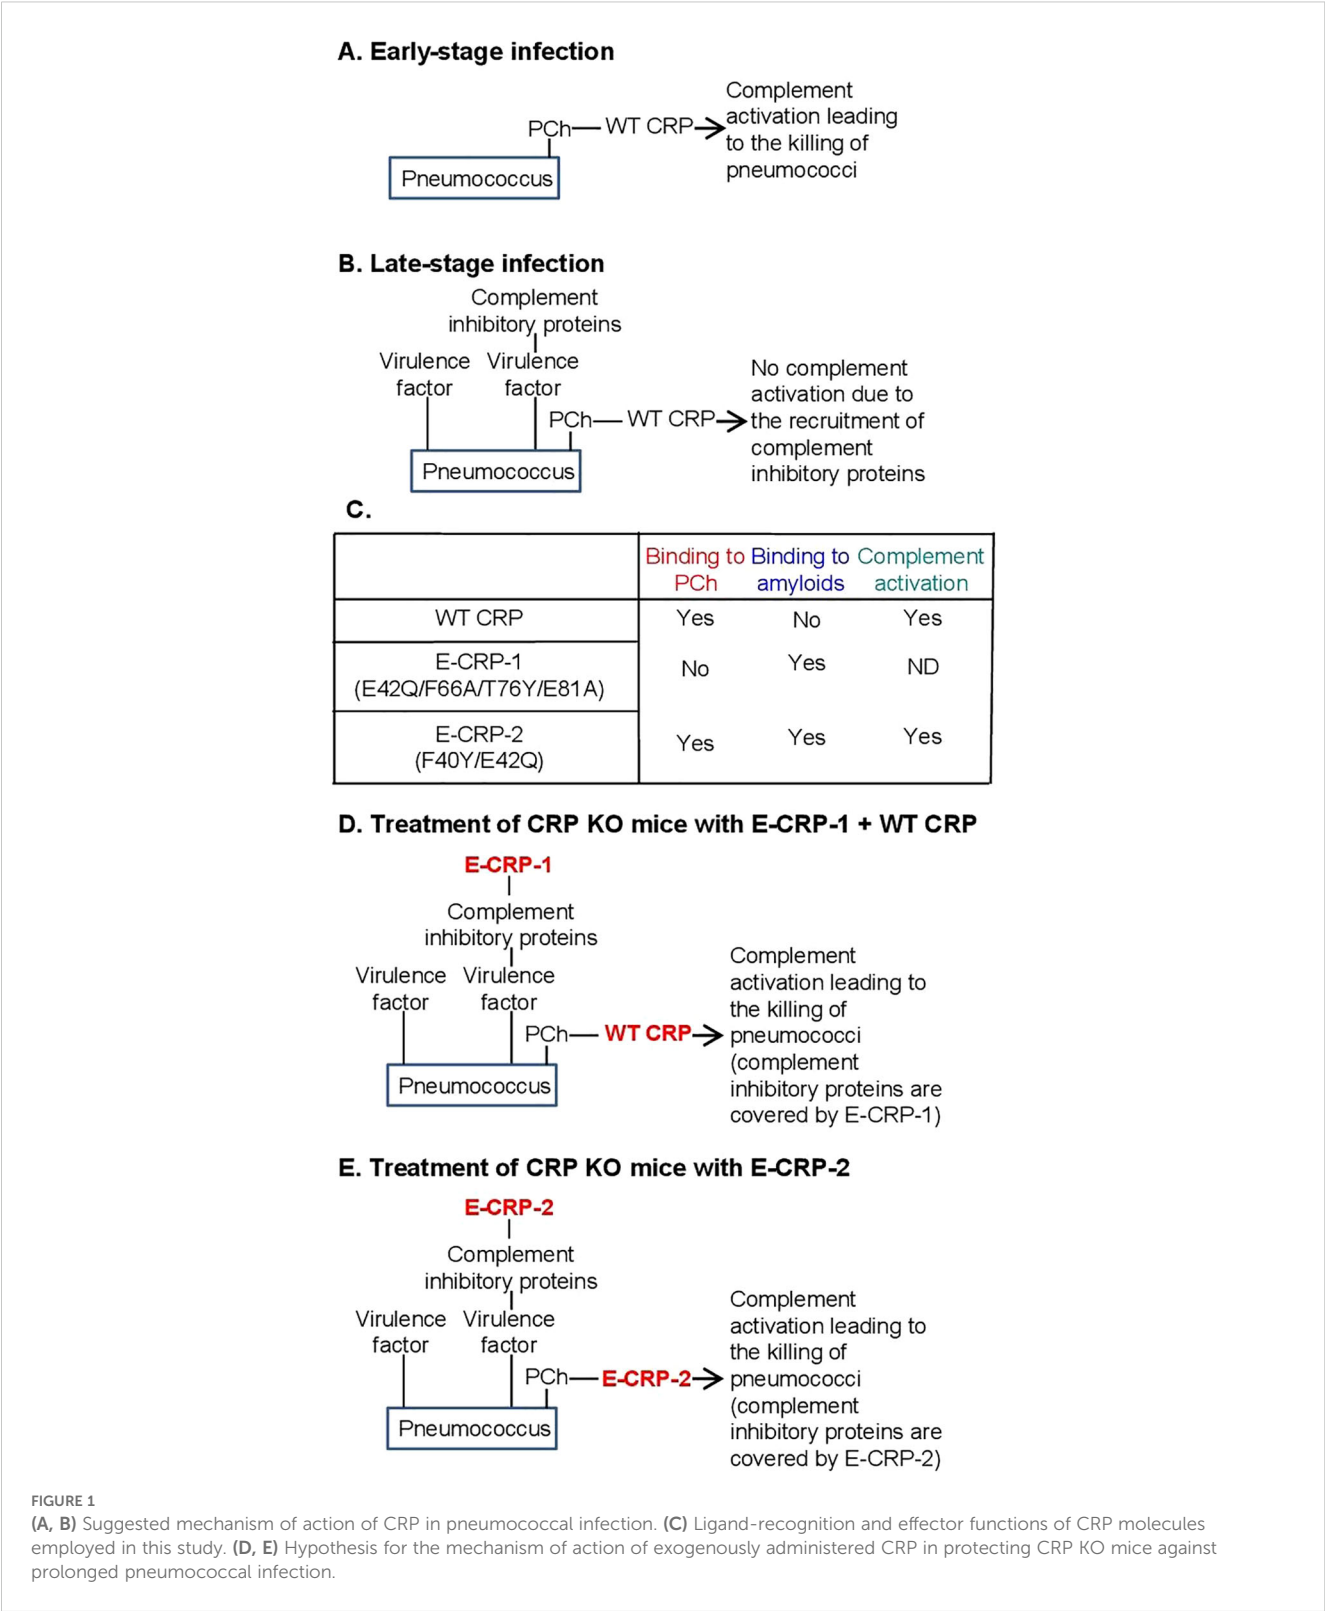 A. Early-stage infection
Complement
activation leading
to the killing of
pneumococci
PCh
WT CRP
Pneumococcus
B. Late-stage infection
Complement
inhibitory proteins
Virulence
factor
Virulence
factor
PCh
WT CRP
No complement
activation due to
the recruitment of
complement
inhibitory proteins
Pneumococcus
C.
Binding to PCh
Binding to amyloids
Complement activation
WT CRP
Yes
No
Yes
E-CRP-1
(E42Q/F66A/T76Y/E81A)
No
Yes
ND
E-CRP-2
(F40Y/E42Q)
Yes
Yes
Yes
D. Treatment of CRP KO mice with E-CRP-1 + WT CRP
E-CRP-1
Complement
inhibitory proteins
Virulence
factor
Virulence
factor
PCh
WT CRP
Complement
activation leading to
the killing of
pneumococci
(complement
inhibitory proteins are
covered by E-CRP-1)
Pneumococcus
E. Treatment of CRP KO mice with E-CRP-2
E-CRP-2
Complement
inhibitory proteins
Virulence
factor
Virulence
factor
PCh
E-CRP-2
Complement
activation leading to
the killing of
pneumococci
(complement
inhibitory proteins are
covered by E-CRP-2)
Pneumococcus
FIGURE 1
(A, B) Suggested mechanism of action of CRP in pneumococcal infection. (C) Ligand-recognition and effector functions of CRP molecules
employed in this study. (D, E) Hypothesis for the mechanism of action of exogenously administered CRP in protecting CRP KO mice against
prolonged pneumococcal infection.